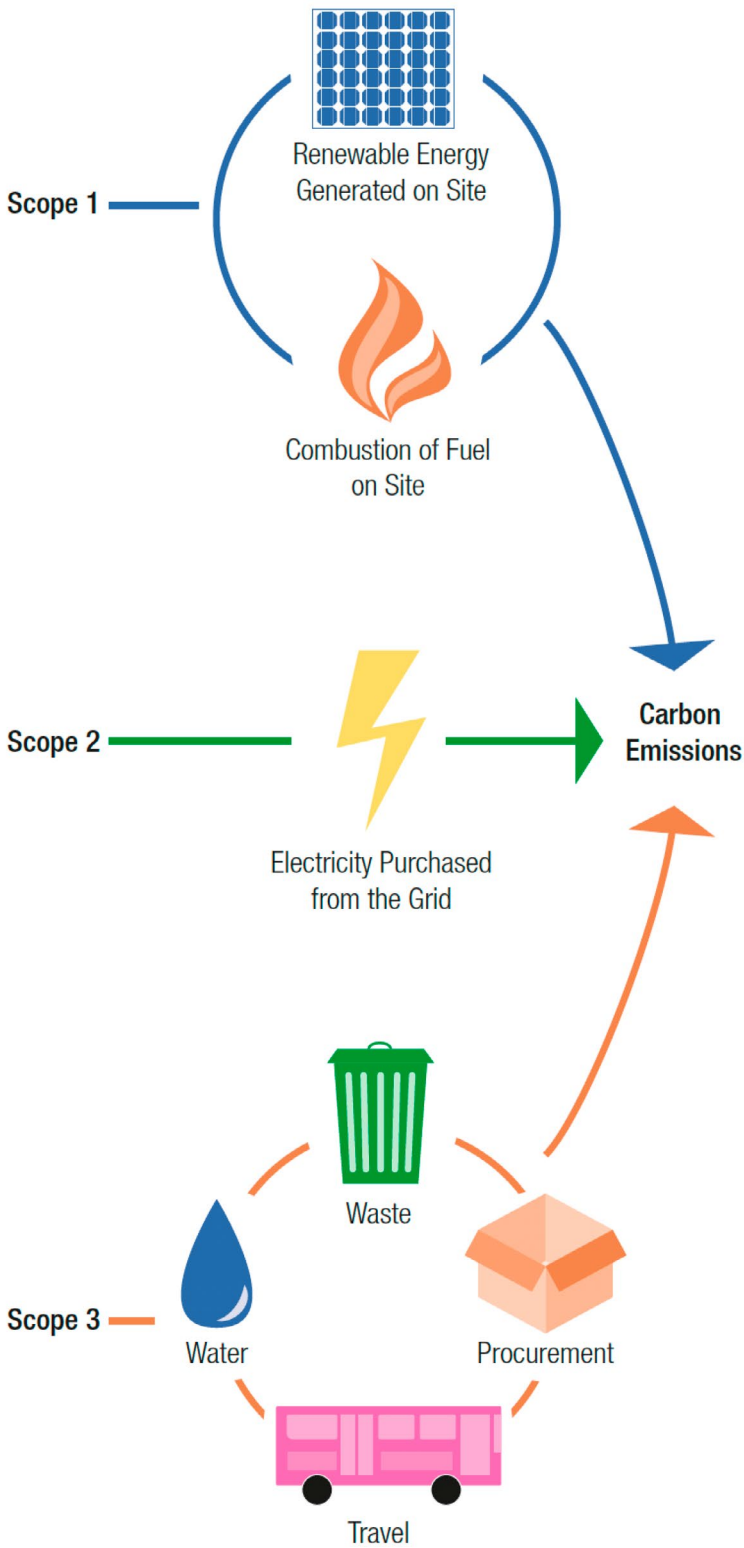 Renewable Energy
Generated on Site
Scope 1
Combustion of Fuel
on Site
Scope 2
Carbon
Emissions
Electricity Purchased
from the Grid
Waste
Scope 3
Water
Procurement
Travel